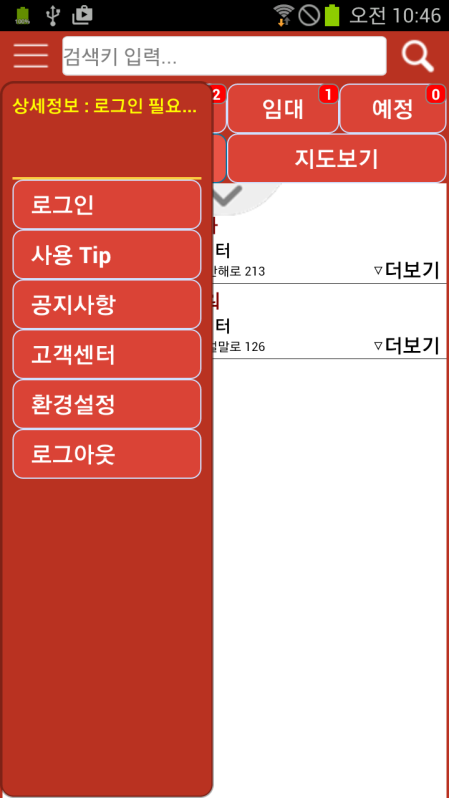 100%
오전 10:46
검색키 입력...
상세정보 : 로그인 필요...
2
임대
1
예정
0
지도보기
로그인
사용 Tip
공지사항
고객센터
환경설정
로그아웃
터
해로 213
▽더보기
터
말로 126
▽더보기